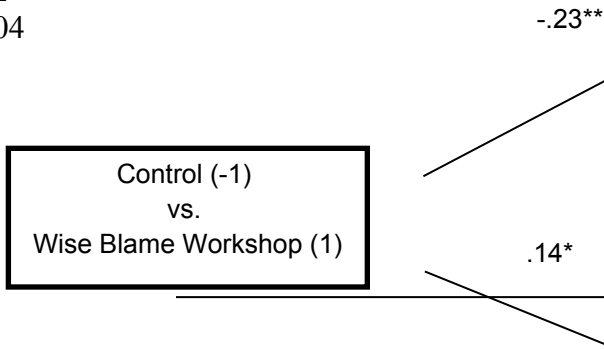 04
-.23**
Control (-1)
vs.
Wise Blame Workshop (1)
.14*